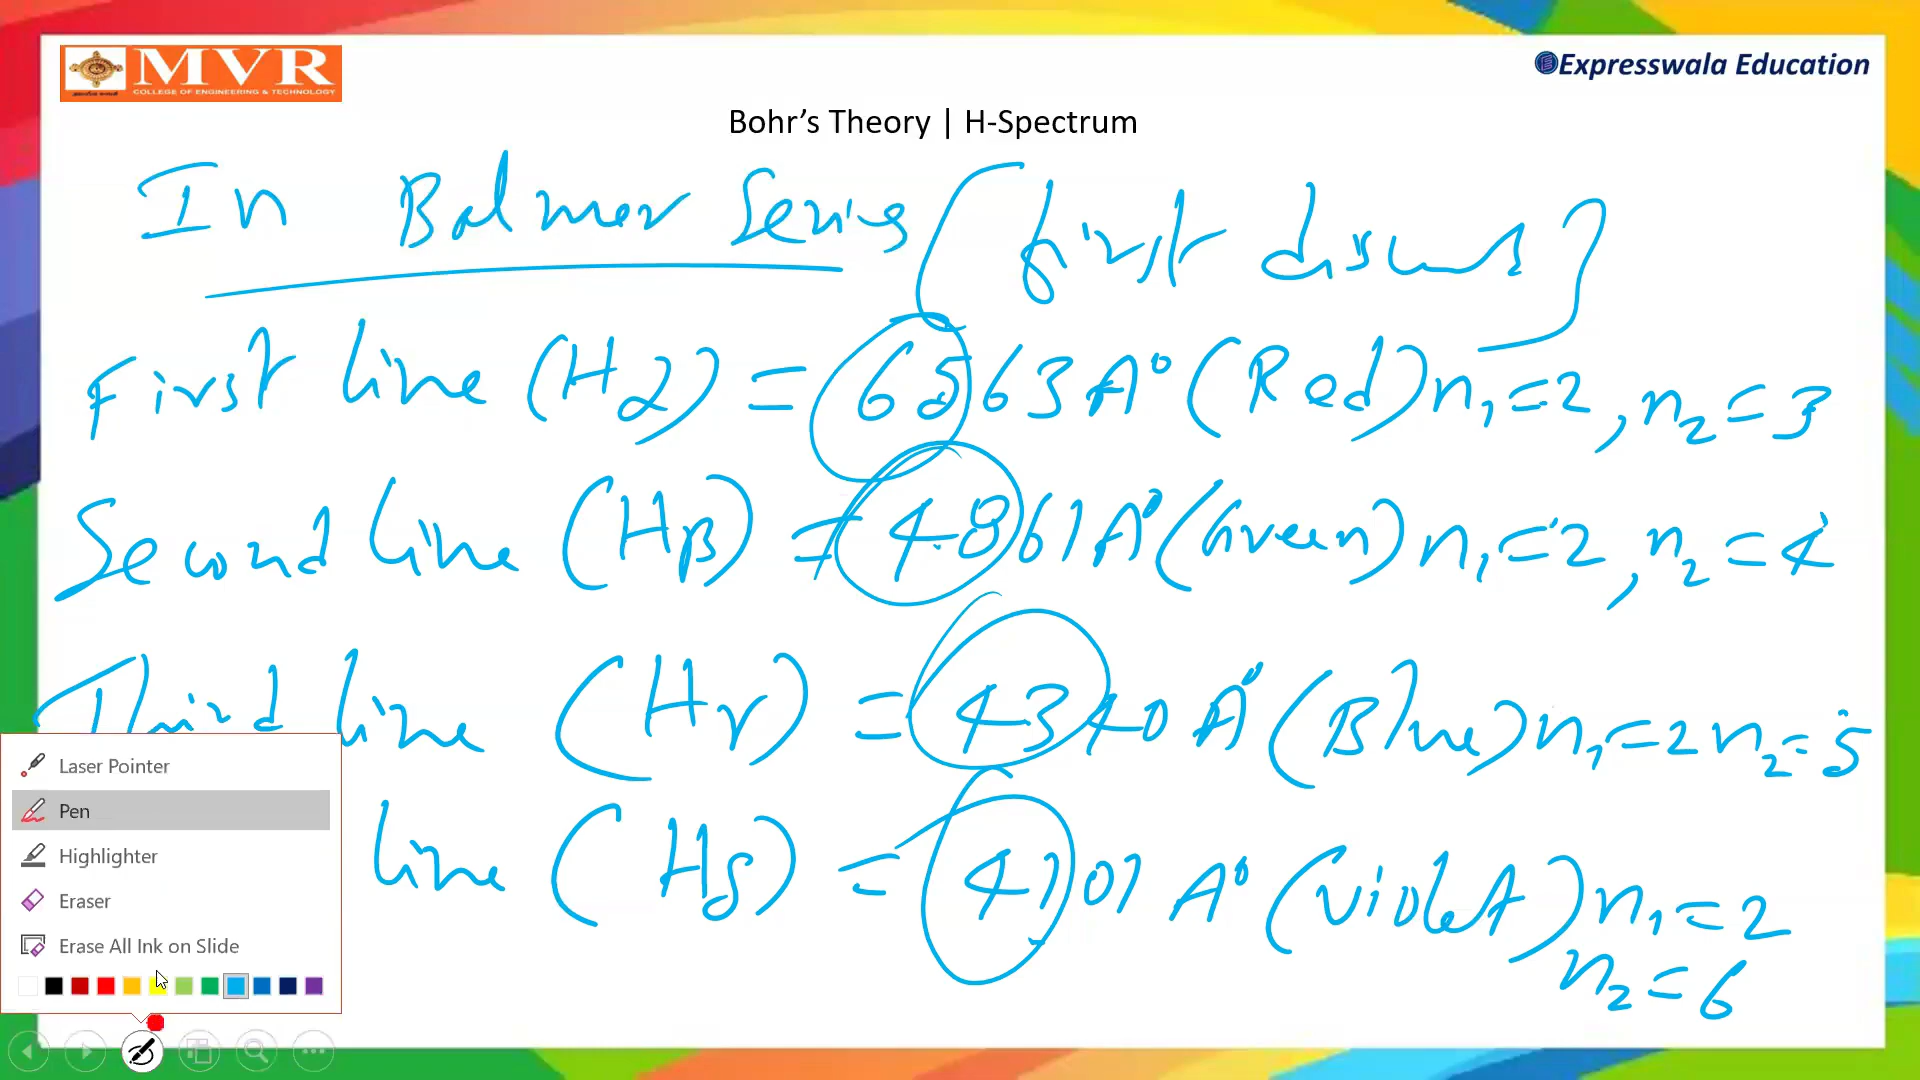 MVR
COLLEGE OF ENGINEERING & TECHNOLOGY
Expresswala Education
Bohr’s Theory | H-Spectrum
In Balmer Series (first
First line (Hα) = 6563 A° (Red) n₁=2, n₂=3
Second line (Hβ) = 4861 A° (Green) n₁=2, n₂=4
Third line (Hγ) = 4340 A° (Blue) n₁=2 n₂=5
line (Hδ) = 4101 A° (violet) n₁=2
n₂=6
Laser Pointer
Pen
Highlighter
Eraser
Erase All Ink on Slide